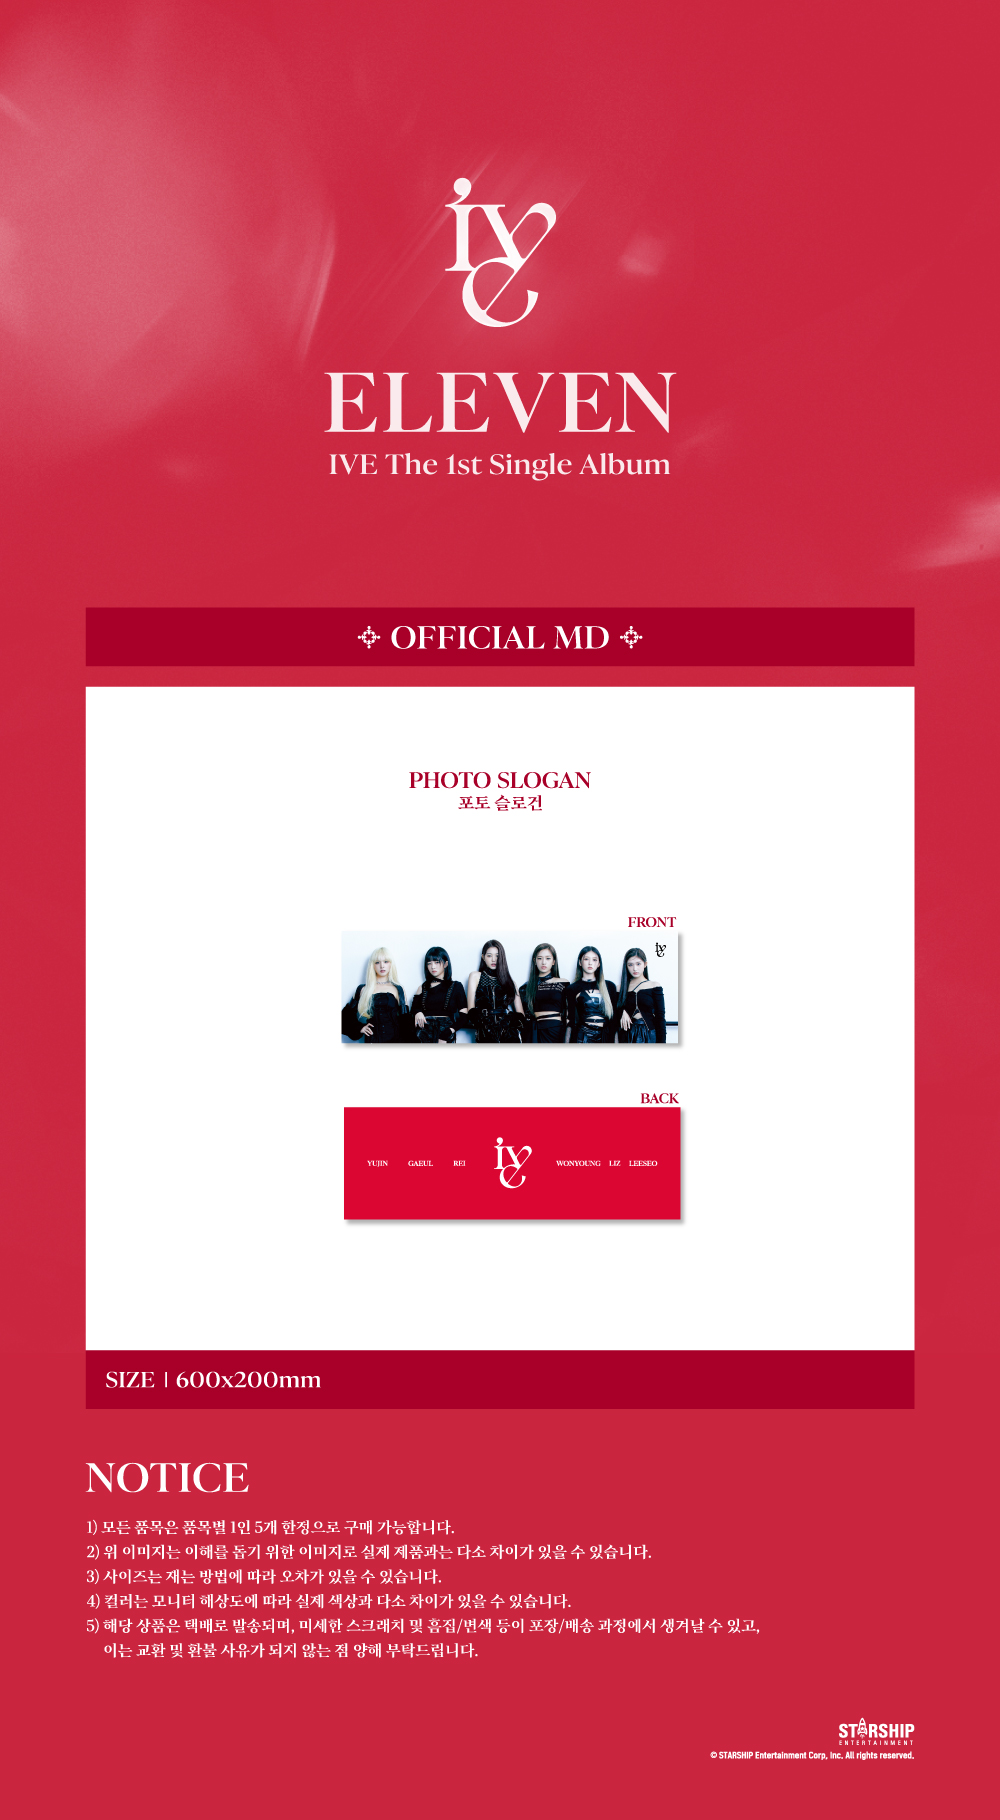 IVE
ELEVEN
IVE The 1st Single Album
OFFICIAL MD
PHOTO SLOGAN
포토 슬로건
FRONT
IVE
BACK
YUJIN GAEUL REI IVE WONYOUNG LIZ LEESEO
SIZE | 600x200mm
NOTICE
1) 모든 품목은 품목별 1인 5개 한정으로 구매 가능합니다.
2) 위 이미지는 이해를 돕기 위한 이미지로 실제 제품과는 다소 차이가 있을 수 있습니다.
3) 사이즈는 재는 방법에 따라 오차가 있을 수 있습니다.
4) 컬러는 모니터 해상도에 따라 실제 색상과 다소 차이가 있을 수 있습니다.
5) 해당 상품은 택배로 발송되며, 미세한 스크래치 및 흠집/변색 등이 포장/배송 과정에서 생겨날 수 있고,
이는 교환 및 환불 사유가 되지 않는 점 양해 부탁드립니다.
STARSHIP
ENTERTAINMENT
© STARSHIP Entertainment Corp, Inc. All rights reserved.